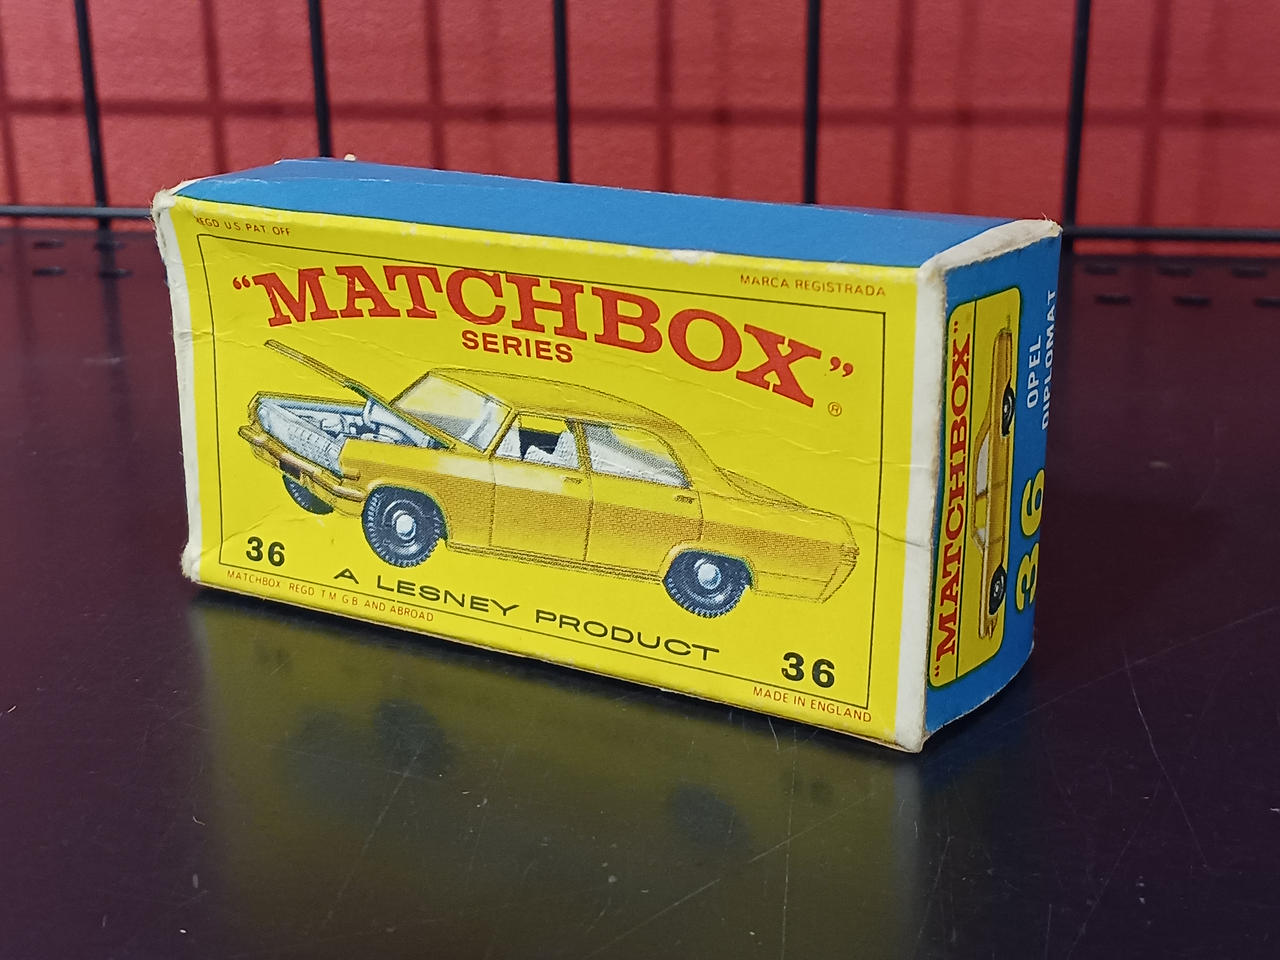 REGD U.S. PAT. OFF
MARCA REGISTRADA
"MATCHBOX"
®
SERIES
36
A LESNEY PRODUCT
36
MATCHBOX REGD T M G B AND ABROAD
MADE IN ENGLAND
"MATCHBOX"
36
OPEL
DIPLOMAT